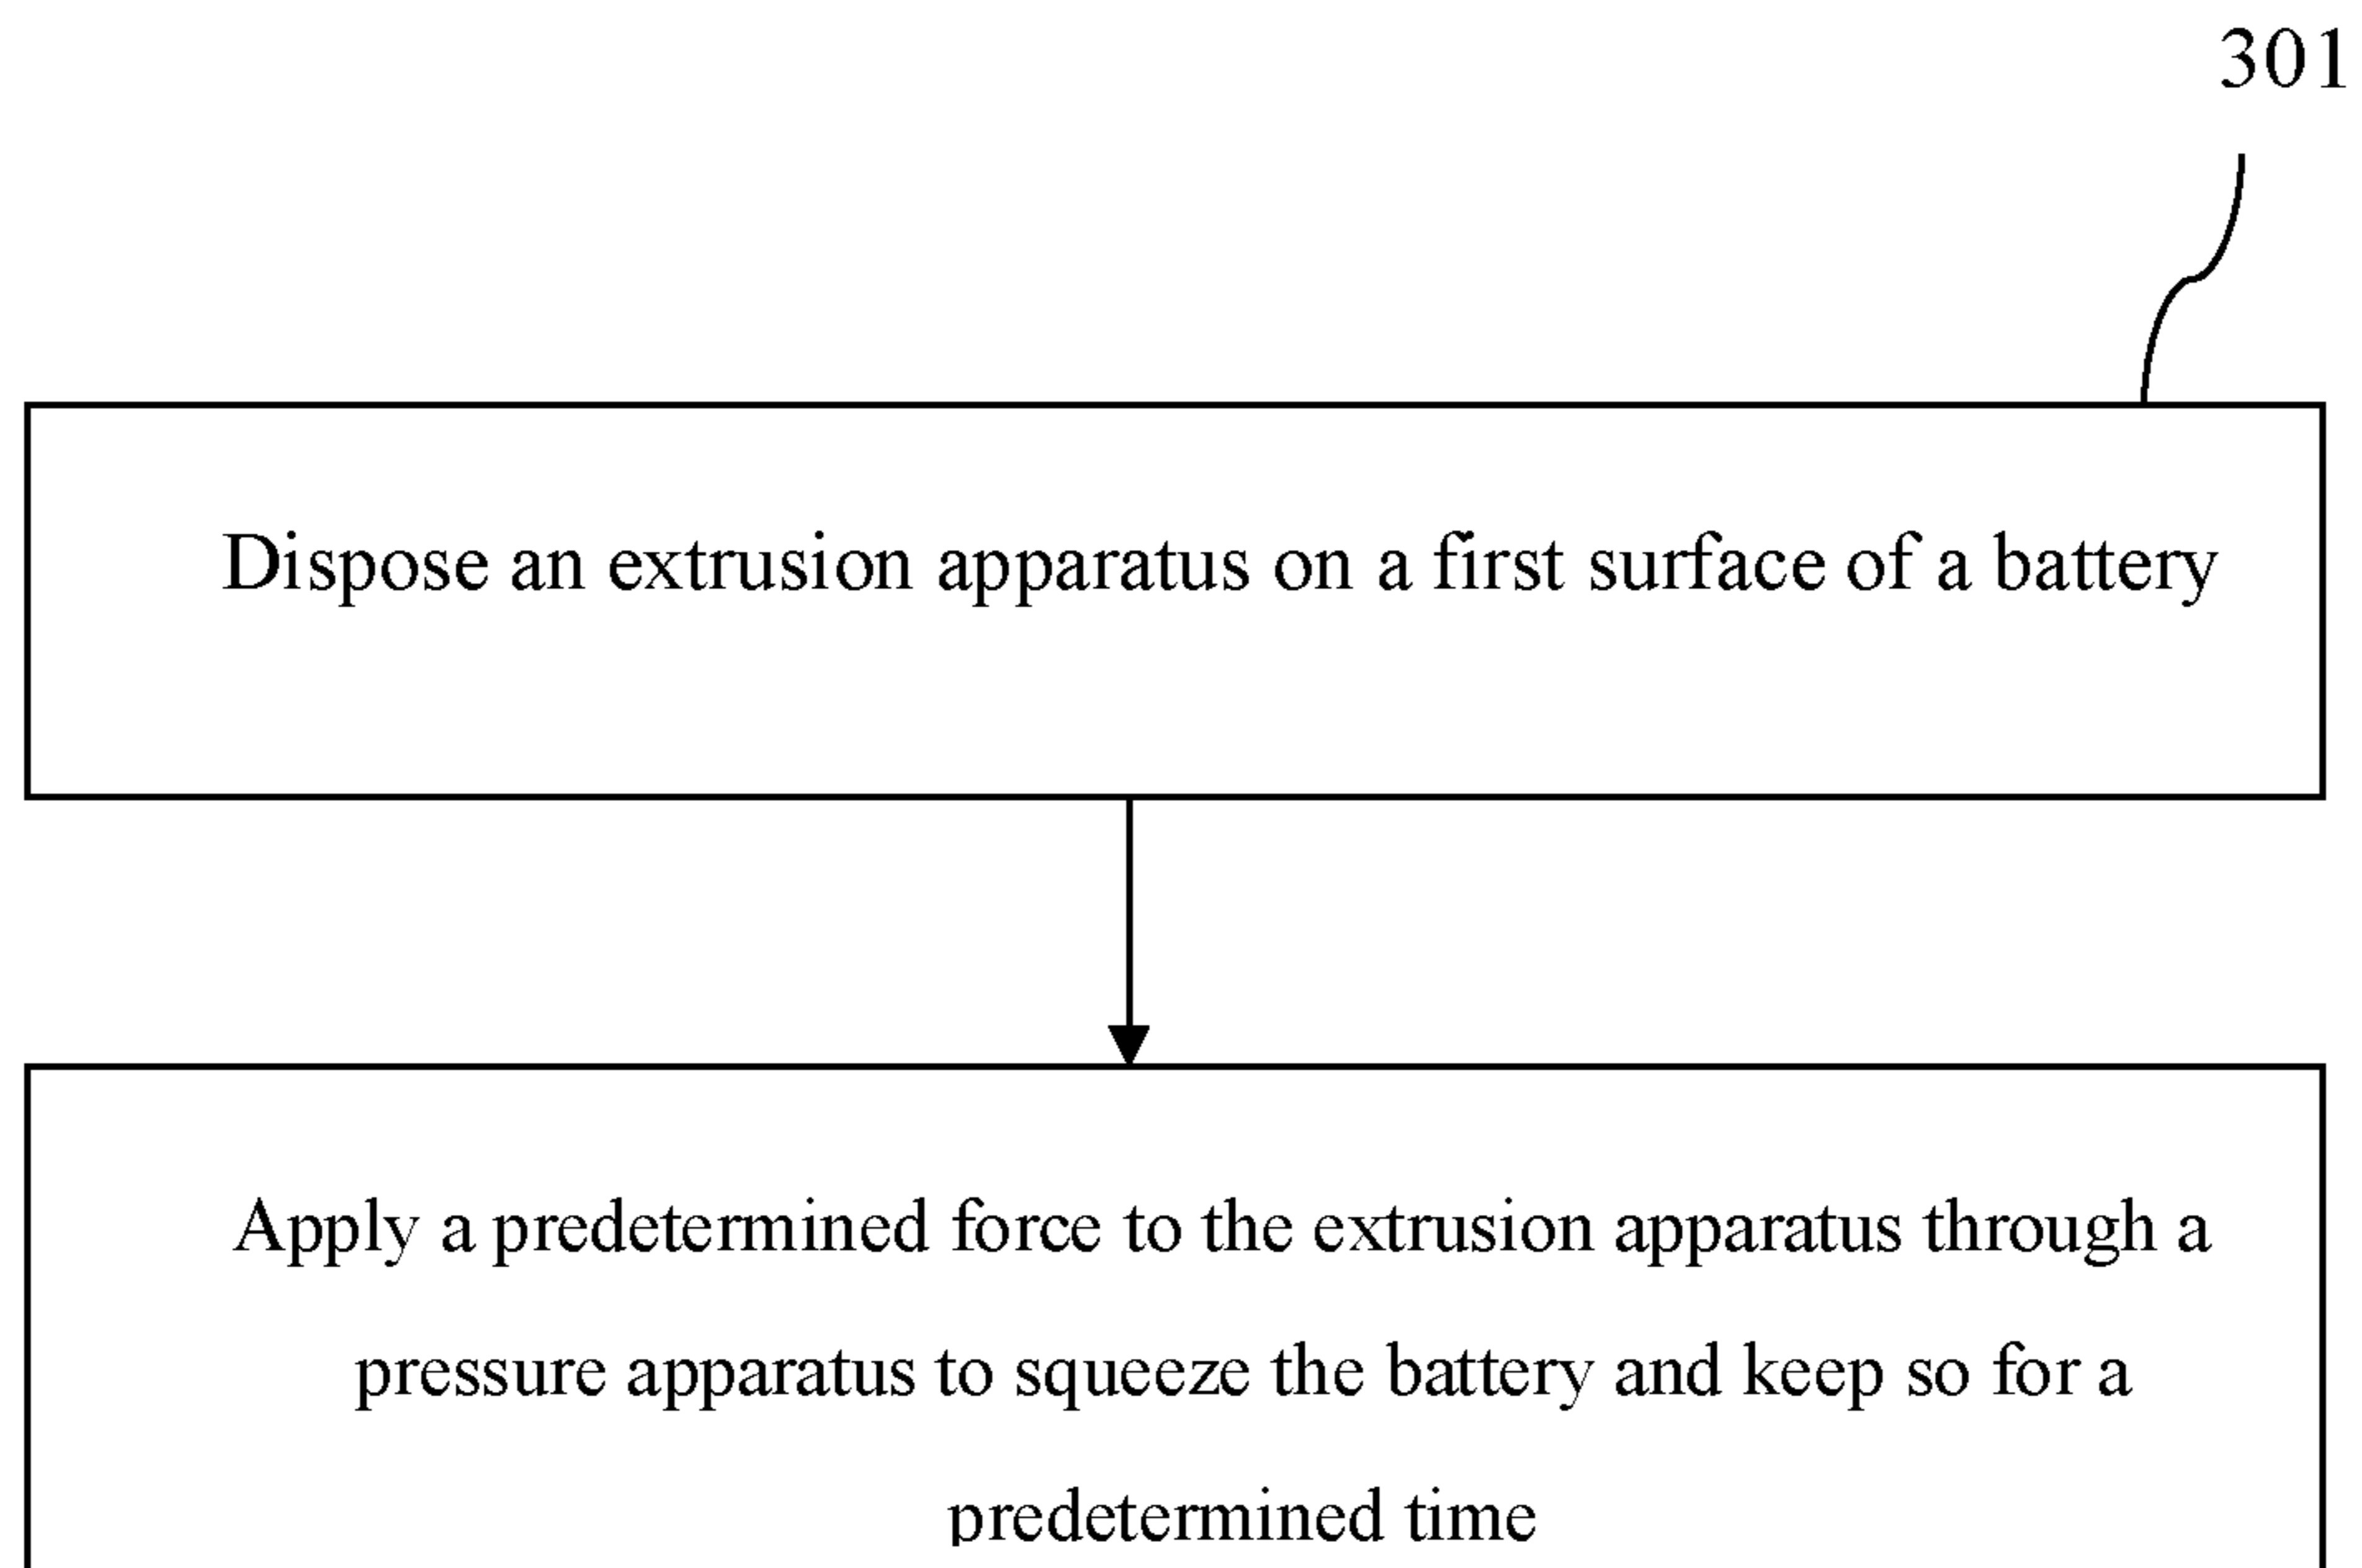 301
Dispose an extrusion apparatus on a first surface of a battery
Apply a predetermined force to the extrusion apparatus through a
pressure apparatus to squeeze the battery and keep so for a
predetermined time